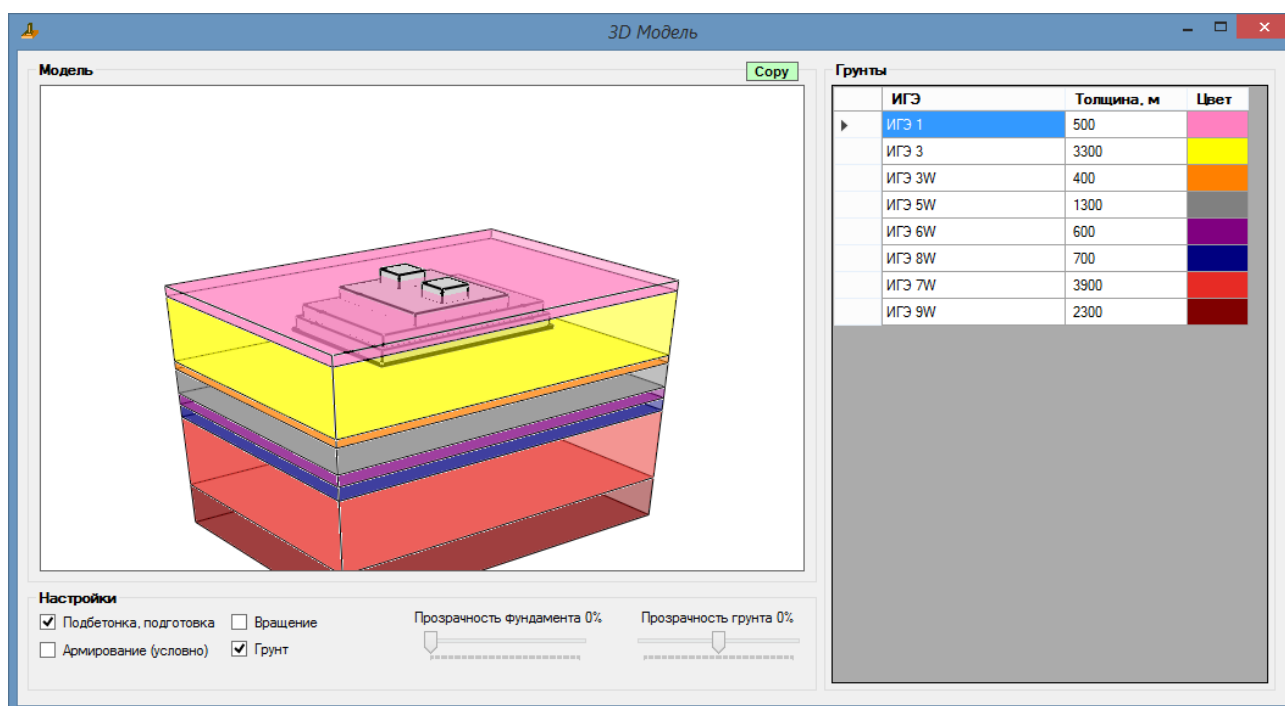 3D Модель
Модель
Copy
Грунты
ИГЭ Толщина, м Цвет
ИГЭ 1 500
ИГЭ 3 3300
ИГЭ 3W 400
ИГЭ 5W 1300
ИГЭ 6W 600
ИГЭ 8W 700
ИГЭ 7W 3900
ИГЭ 9W 2300
Настройки
Подбетонка, подготовка Вращение Прозрачность фундамента 0% Прозрачность грунта 0%
Армирование (условно) Грунт